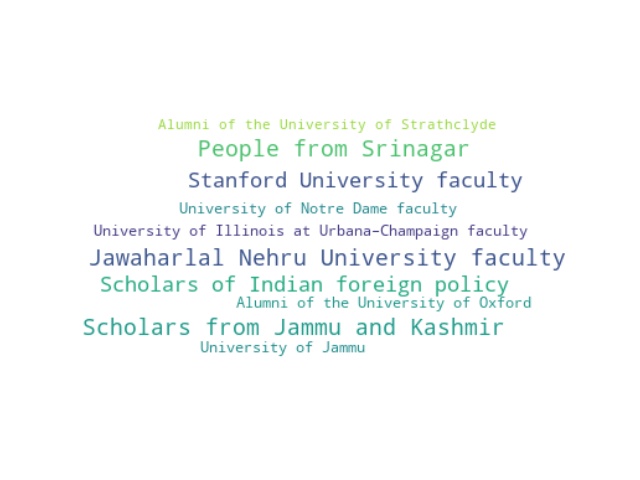 Alumni of the University of Strathclyde
People from Srinagar
Stanford University faculty
University of Notre Dame faculty
University of Illinois at Urbana–Champaign faculty
Jawaharlal Nehru University faculty
Scholars of Indian foreign policy
Alumni of the University of Oxford
Scholars from Jammu and Kashmir
University of Jammu